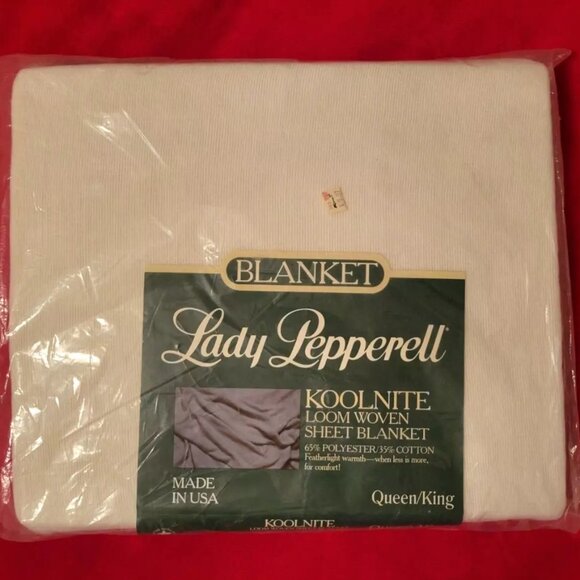 BLANKET
Lady Pepperell
KOOLNITE
LOOM WOVEN
SHEET BLANKET
65% POLYESTER/35% COTTON
Featherlight warmth—when less is more,
for comfort!
MADE
IN USA
Queen/King
KOOLNITE